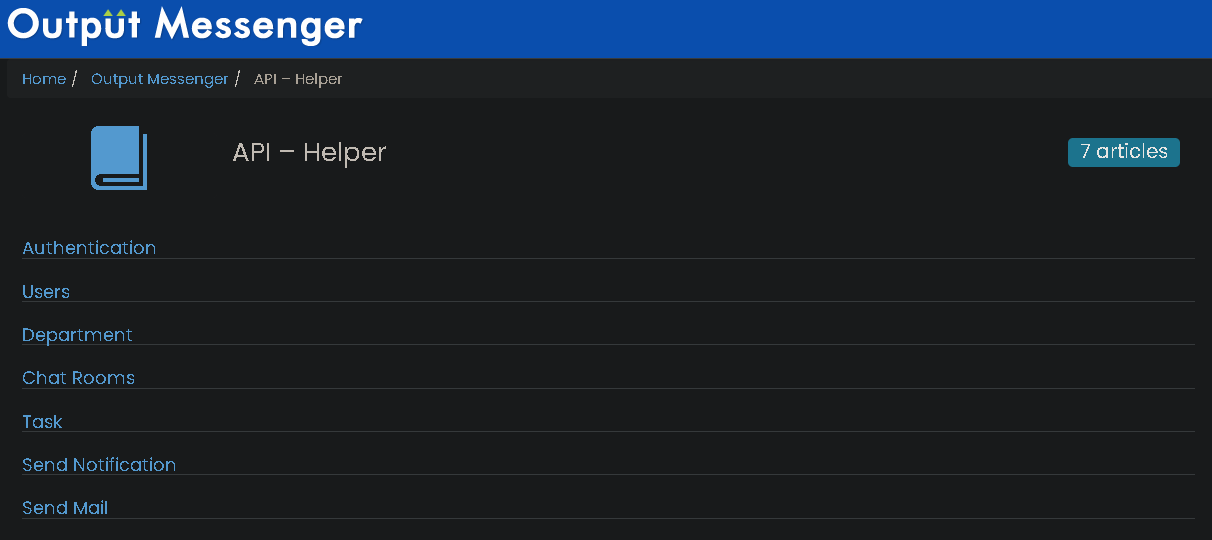 Output Messenger
Home / Output Messenger / API – Helper
API – Helper
7 articles
Authentication
Users
Department
Chat Rooms
Task
Send Notification
Send Mail